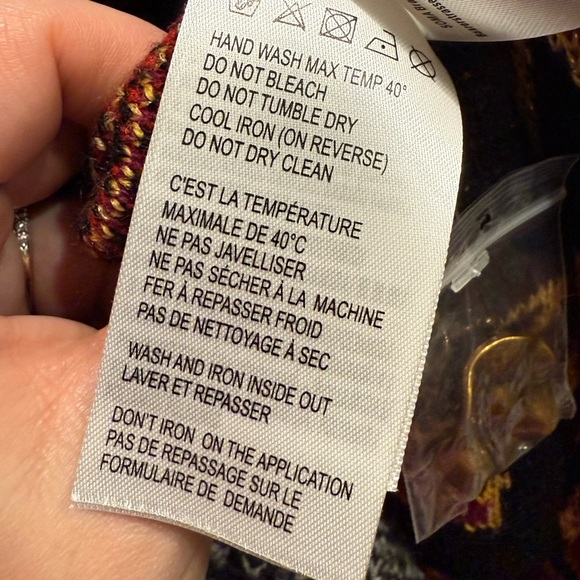 HAND WASH MAX TEMP 40°
DO NOT BLEACH
DO NOT TUMBLE DRY
COOL IRON (ON REVERSE)
DO NOT DRY CLEAN
C'EST LA TEMPÉRATURE
MAXIMALE DE 40°C
NE PAS JAVELLISER
NE PAS SÉCHER À LA MACHINE
FER À REPASSER FROID
PAS DE NETTOYAGE À SEC
WASH AND IRON INSIDE OUT
LAVER ET REPASSER
DON'T IRON ON THE APPLICATION
PAS DE REPASSAGE SUR LE
FORMULAIRE DE DEMANDE